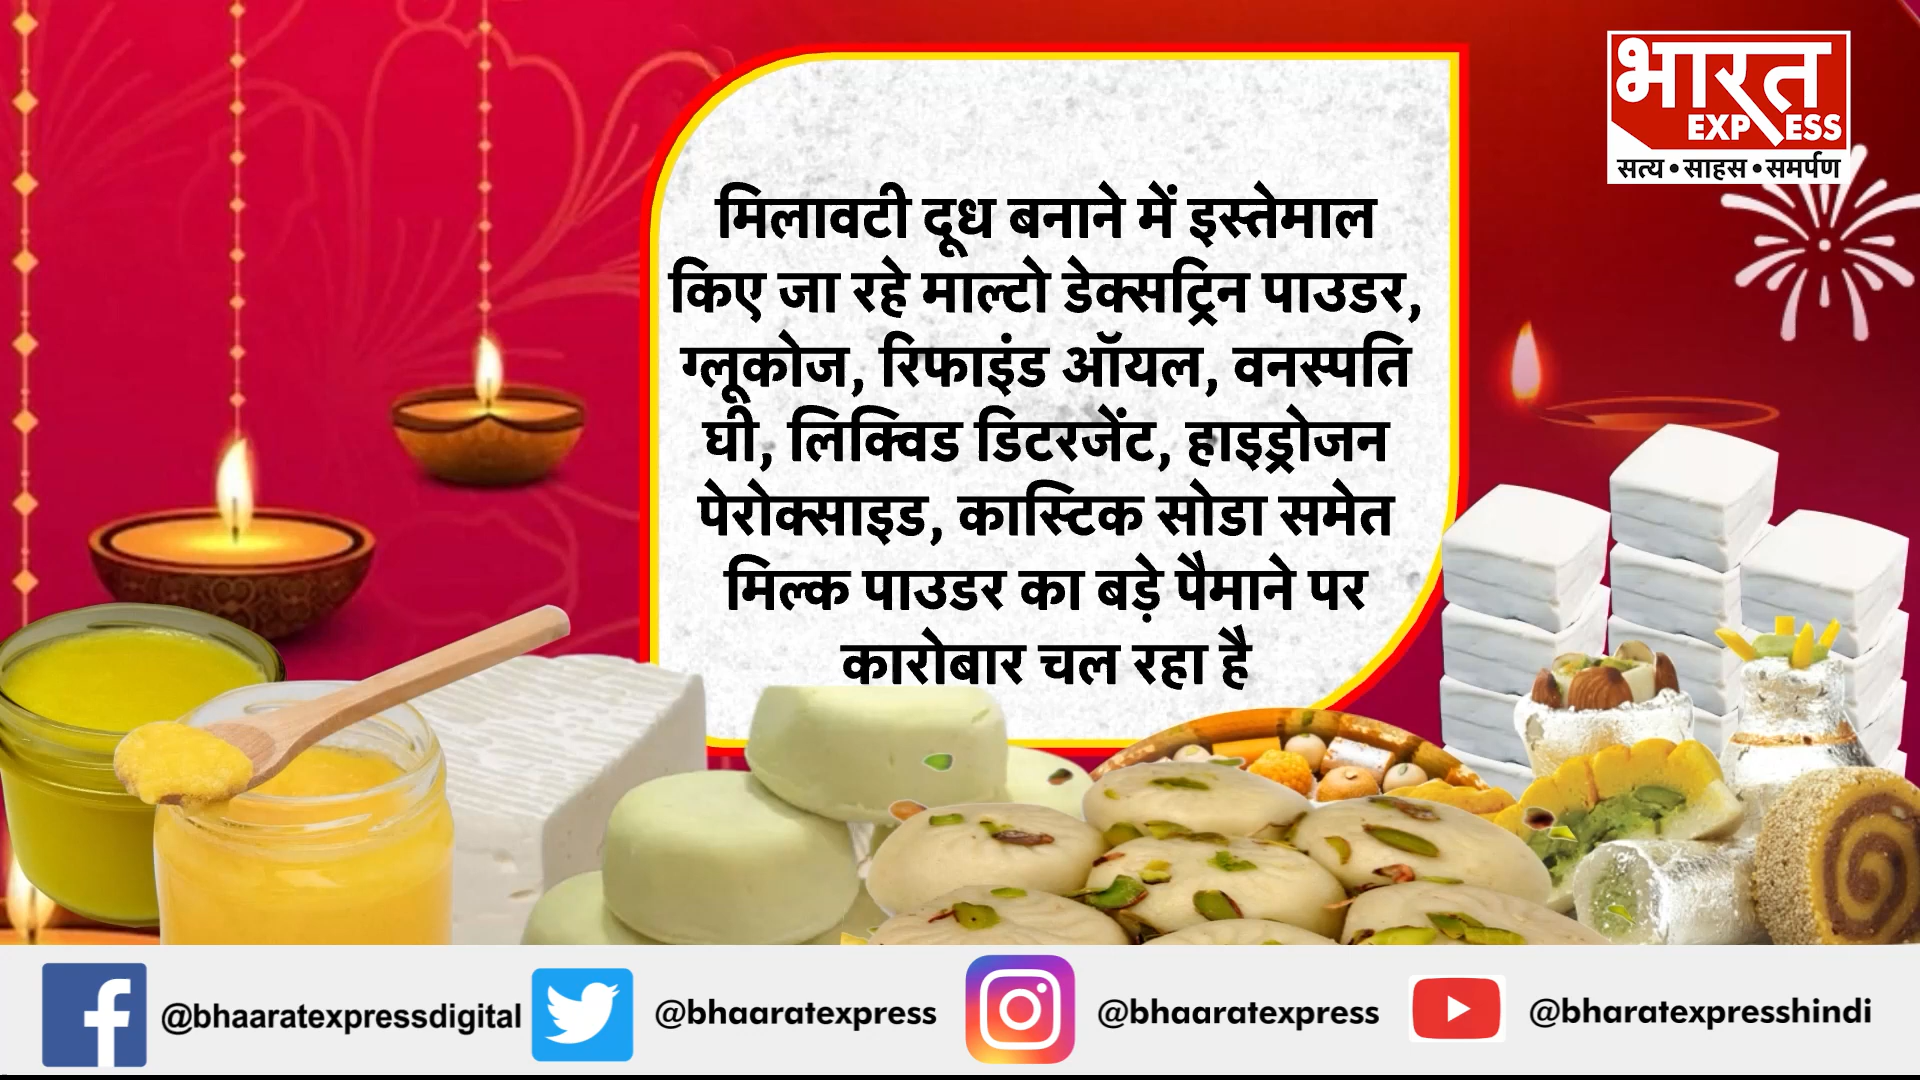 भारत
EXPRESS
सत्य • साहस • समर्पण
मिलावटी दूध बनाने में इस्तेमाल
किए जा रहे माल्टो डेक्सट्रिन पाउडर,
ग्लूकोज, रिफाइंड ऑयल, वनस्पति
घी, लिक्विड डिटरजेंट, हाइड्रोजन
पेरोक्साइड, कास्टिक सोडा समेत
मिल्क पाउडर का बड़े पैमाने पर
कारोबार चल रहा है
@bhaaratexpressdigital
@bhaaratexpress
@bhaaratexpress
@bhaaratexpresshindi